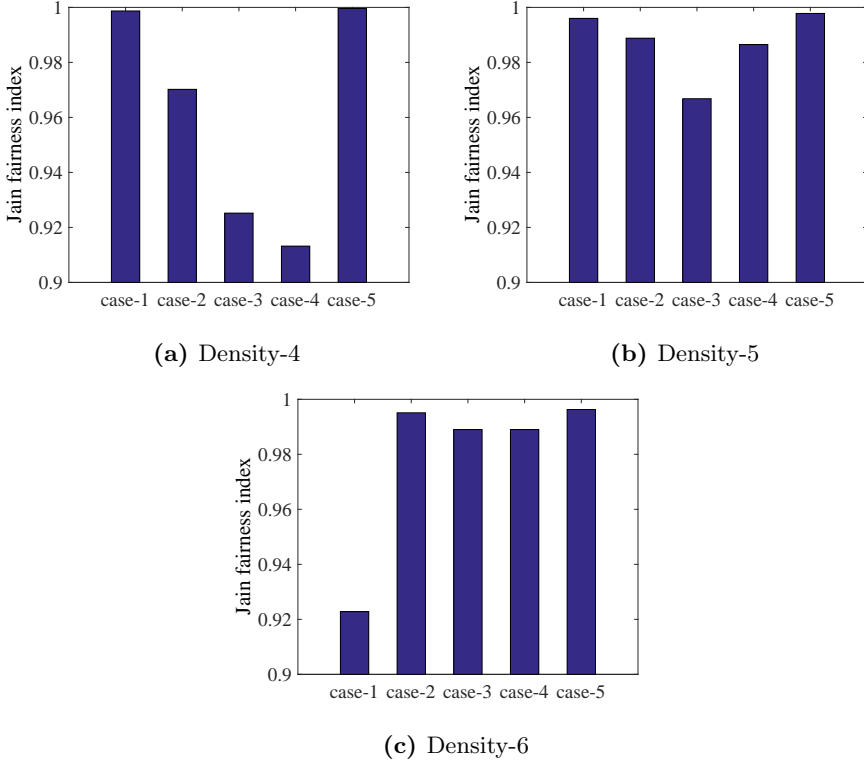 Jain fairness index
1
0.98
0.96
0.94
0.92
0.9
case-1 case-2 case-3 case-4 case-5
(a) Density-4
Jain fairness index
1
0.98
0.96
0.94
0.92
0.9
case-1 case-2 case-3 case-4 case-5
(b) Density-5
Jain fairness index
1
0.98
0.96
0.94
0.92
0.9
case-1 case-2 case-3 case-4 case-5
(c) Density-6